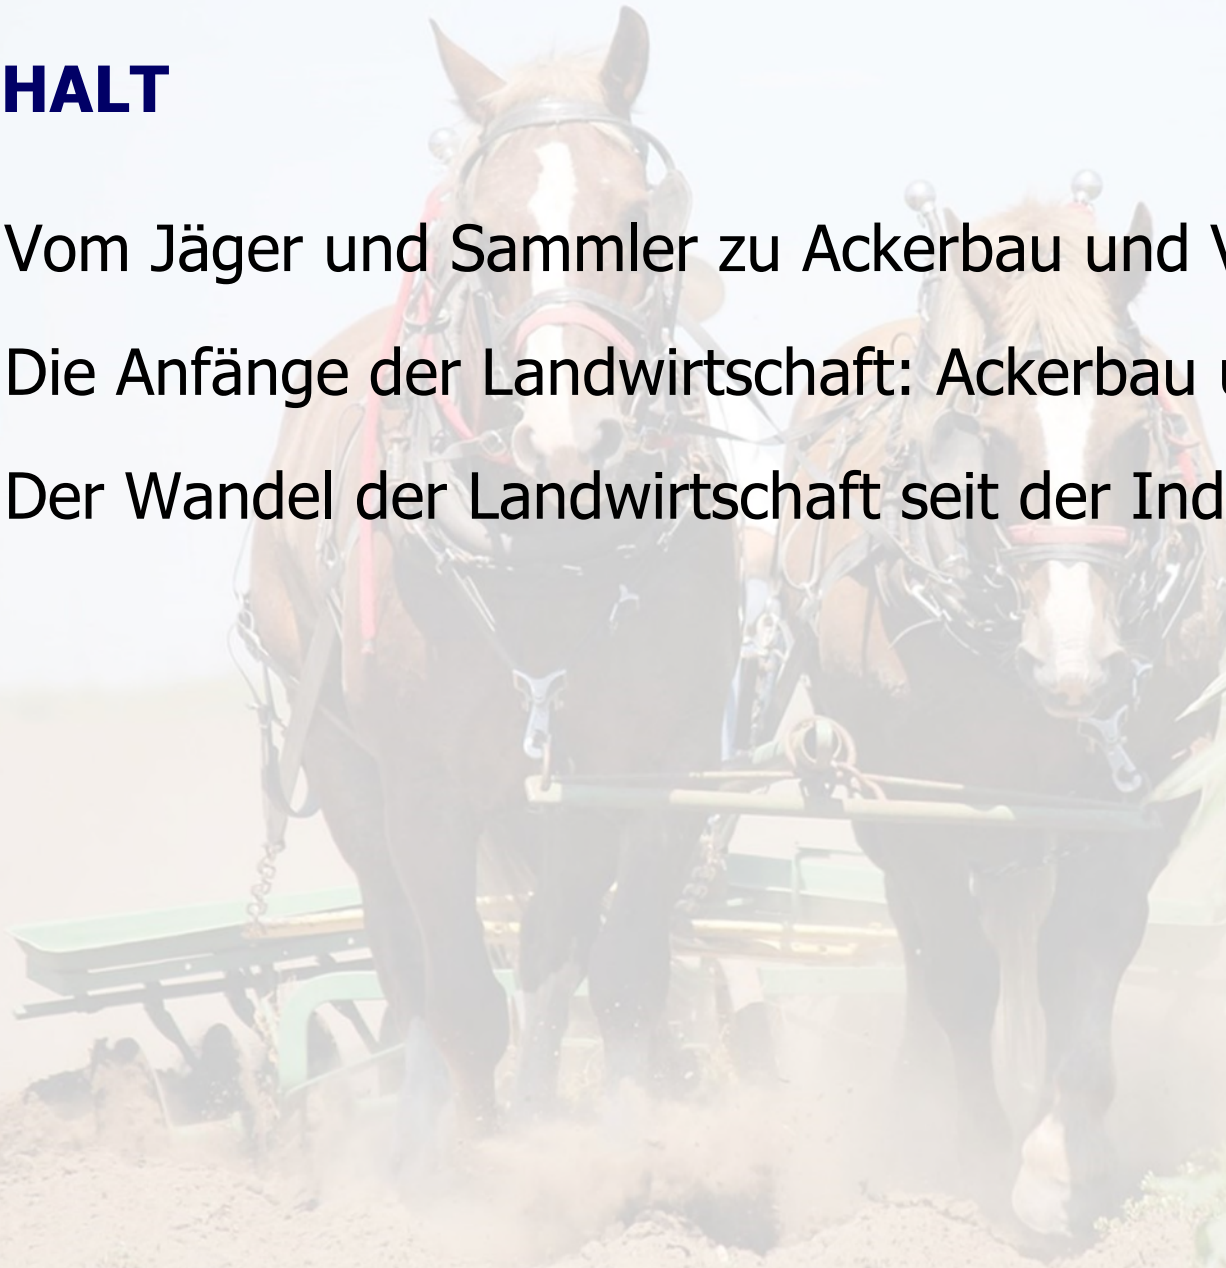 HALT
Vom Jäger und Sammler zu Ackerbau und V
Die Anfänge der Landwirtschaft: Ackerbau u
Der Wandel der Landwirtschaft seit der Ind